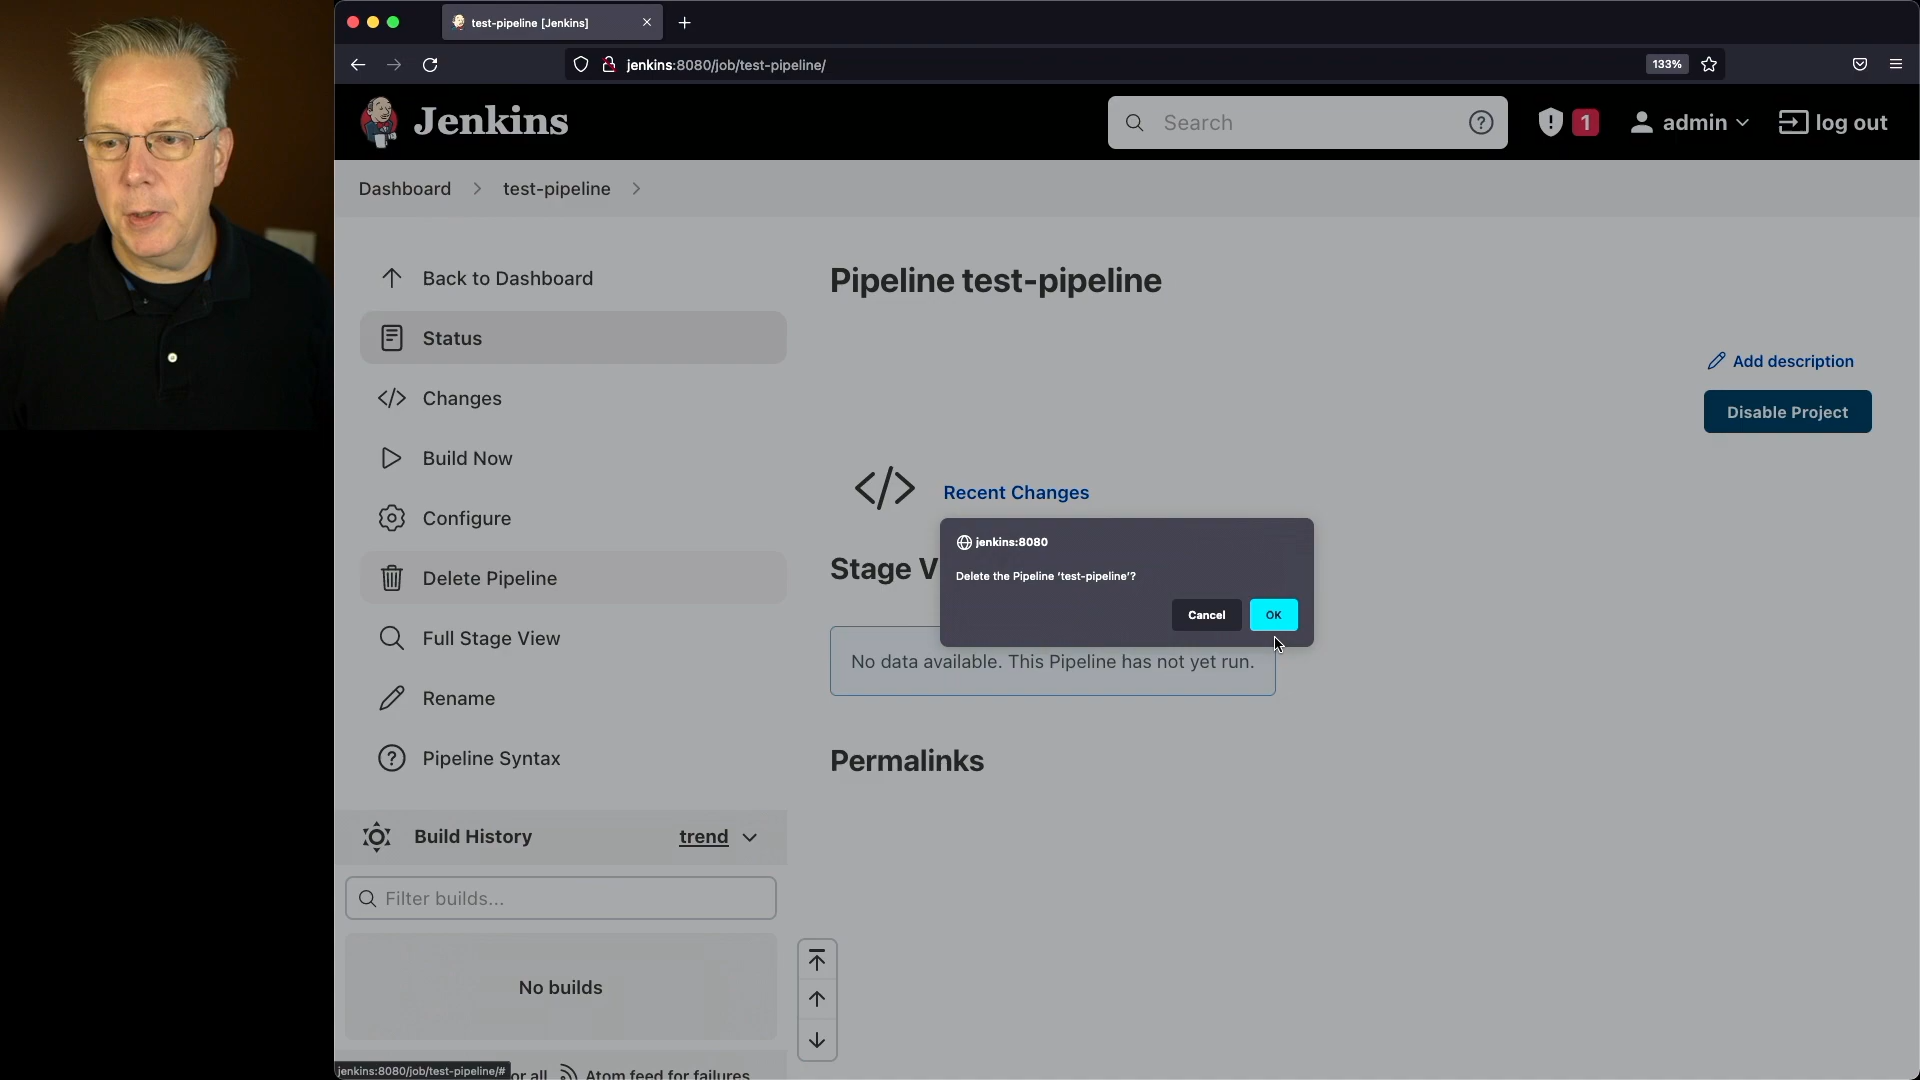 test-pipeline [Jenkins]
jenkins:8080/job/test-pipeline/
133%
Jenkins
Search
1
admin
log out
Dashboard
test-pipeline
Back to Dashboard
Status
Changes
Build Now
Configure
Delete Pipeline
Full Stage View
Rename
Pipeline Syntax
Build History
trend
Filter builds...
No builds
Pipeline test-pipeline
Add description
Disable Project
Recent Changes
Stage V
jenkins:8080
Delete the Pipeline ‘test-pipeline’?
Cancel
OK
No data available. This Pipeline has not yet run.
Permalinks
jenkins:8080/job/test-pipeline/#
or all
Atom feed for failures